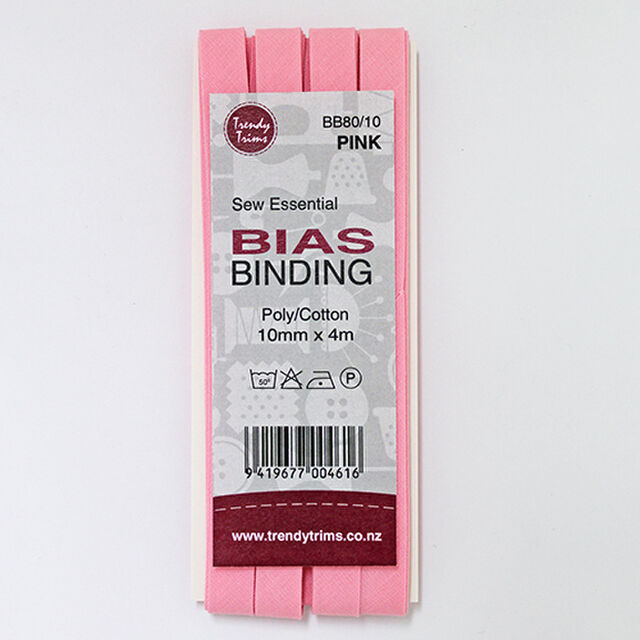 Trendy
Trims
BB80/10
PINK
Sew Essential
BIAS
BINDING
Poly/Cotton
10mm x 4m
50°
P
9 419677 004616
www.trendytrims.co.nz